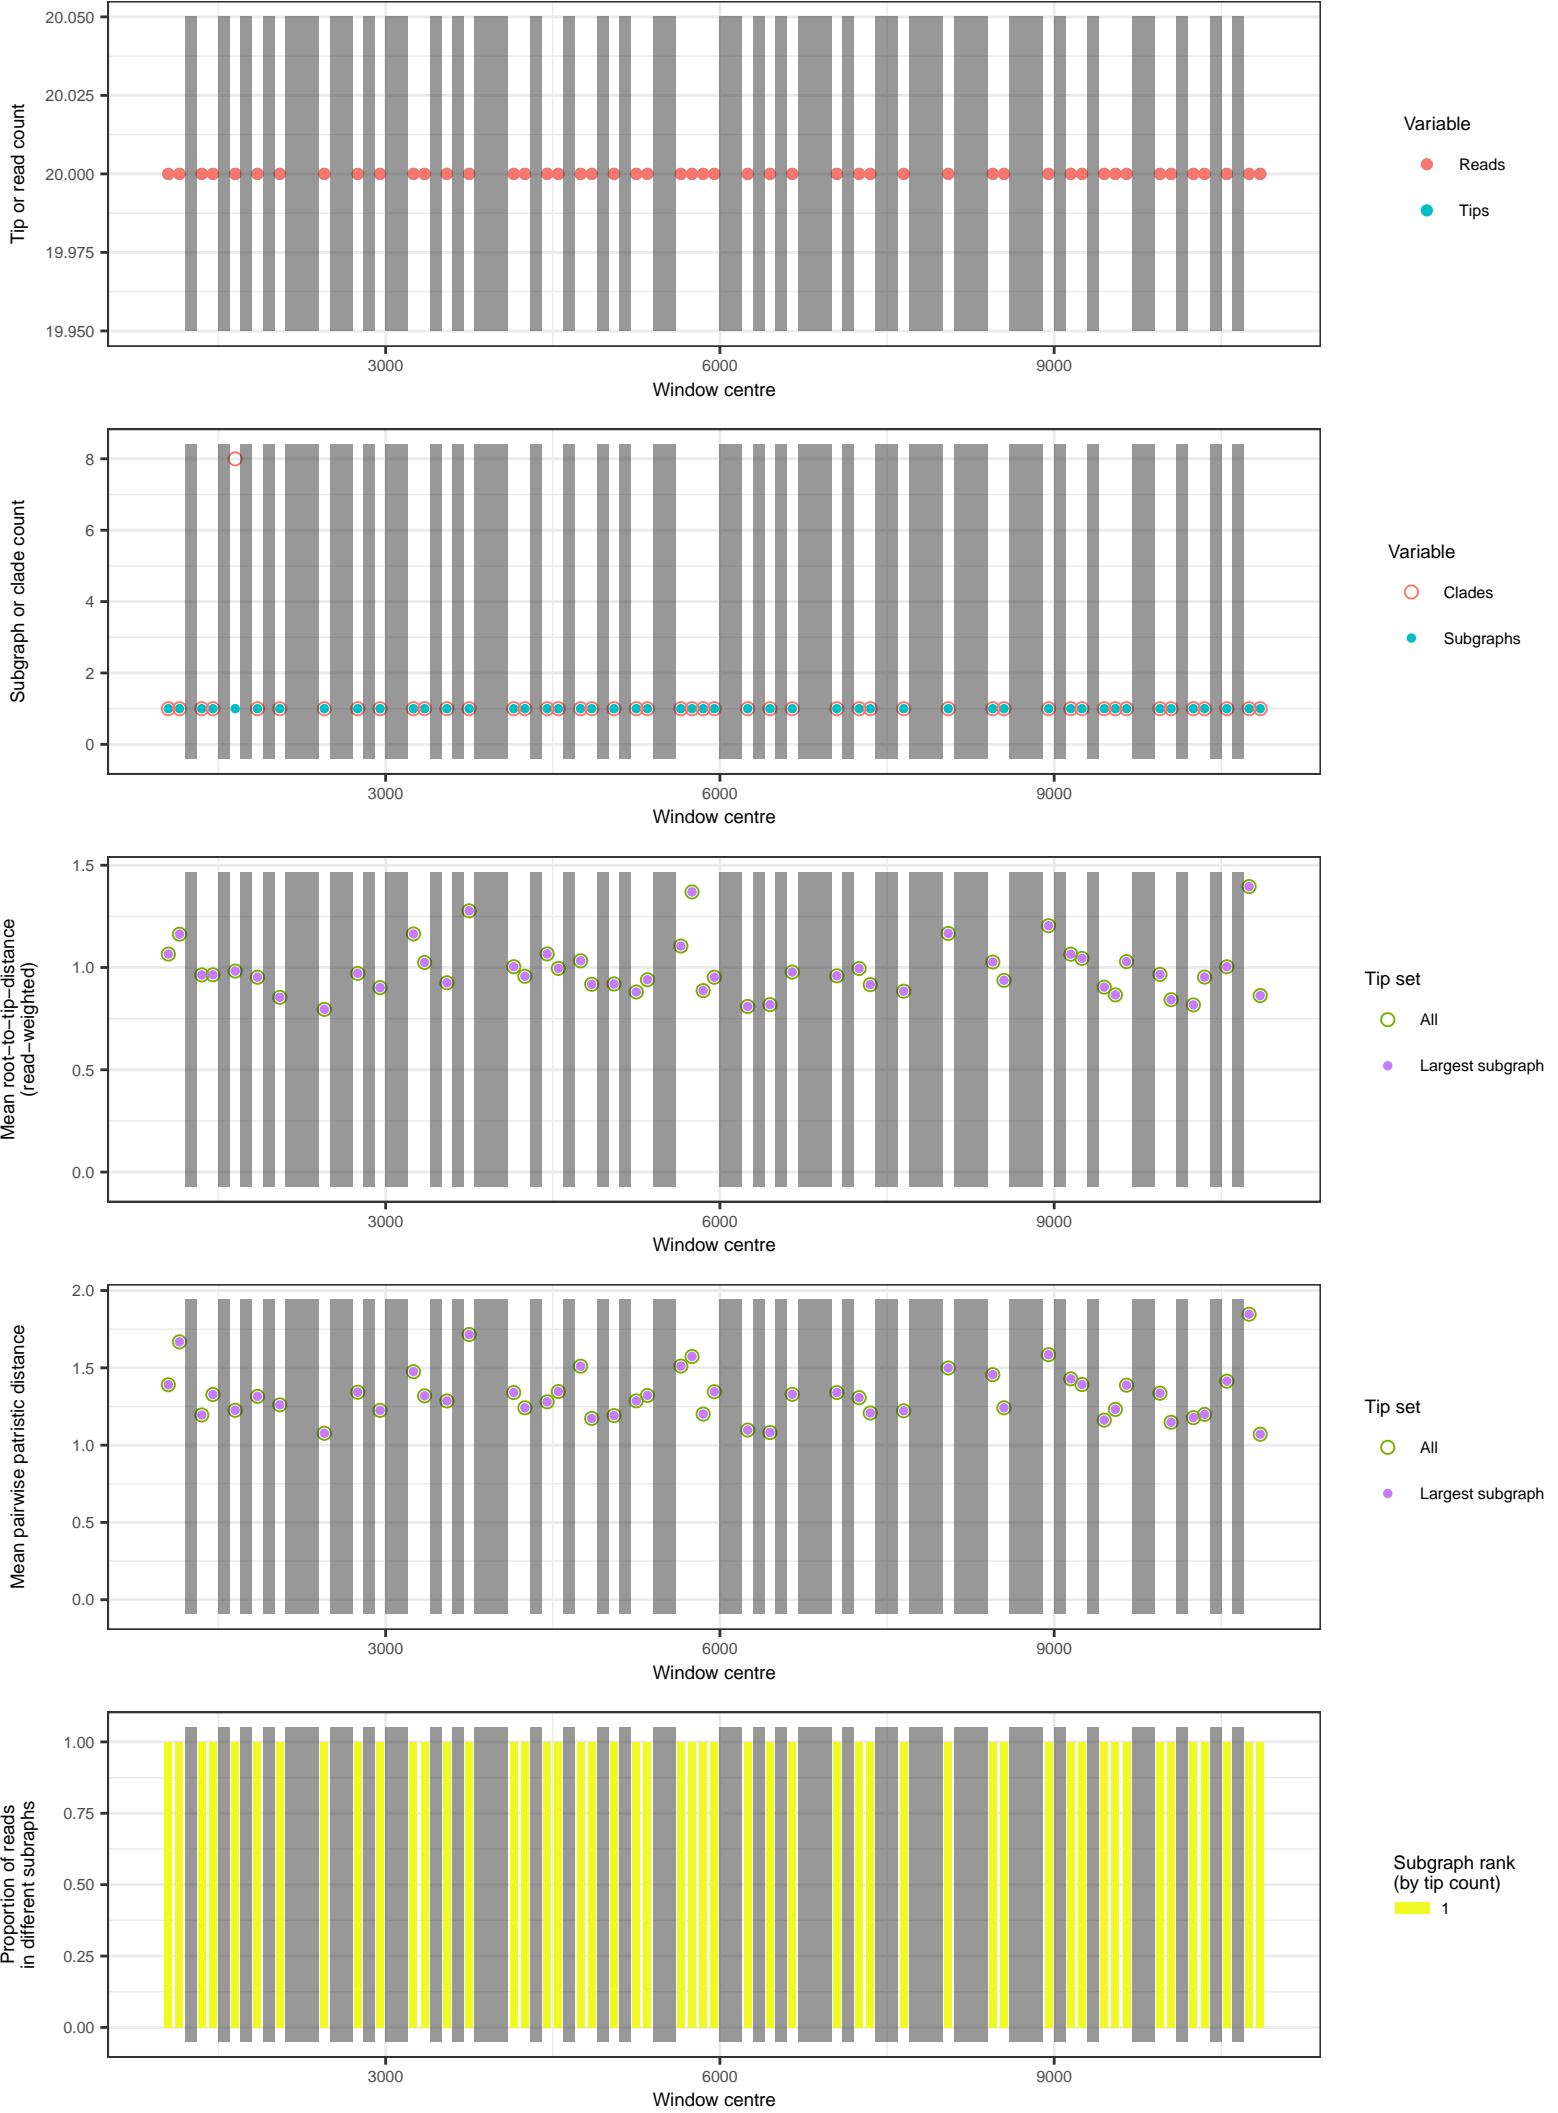 20.050
20.025
20.000
19.975
19.950
Tip or read count
3000
6000
9000
Window centre
Variable
Reads
Tips
8
6
4
2
0
Subgraph or clade count
3000
6000
9000
Window centre
Variable
Clades
Subgraphs
1.5
1.0
0.5
0.0
Mean root−to−tip−distance
(read−weighted)
3000
6000
9000
Window centre
Tip set
All
Largest subgraph
2.0
1.5
1.0
0.5
0.0
Mean pairwise patristic distance
3000
6000
9000
Window centre
Tip set
All
Largest subgraph
1.00
0.75
0.50
0.25
0.00
Proportion of reads
in different subraphs
3000
6000
9000
Window centre
Subgraph rank
(by tip count)
1